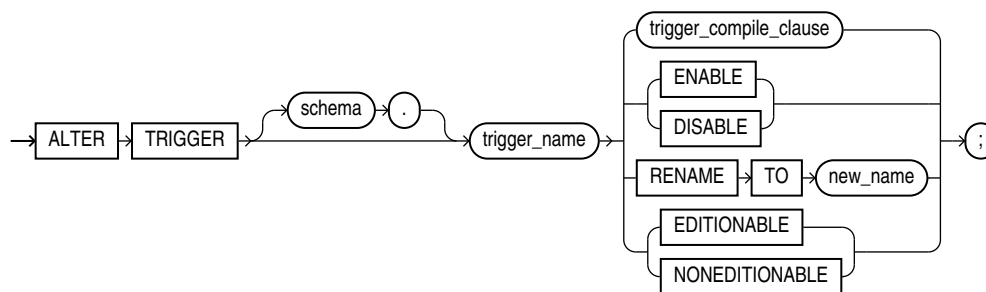 trigger_compile_clause
ENABLE
schema .
DISABLE
ALTER TRIGGER trigger_name ;
RENAME TO new_name
EDITIONABLE
NONEDITIONABLE